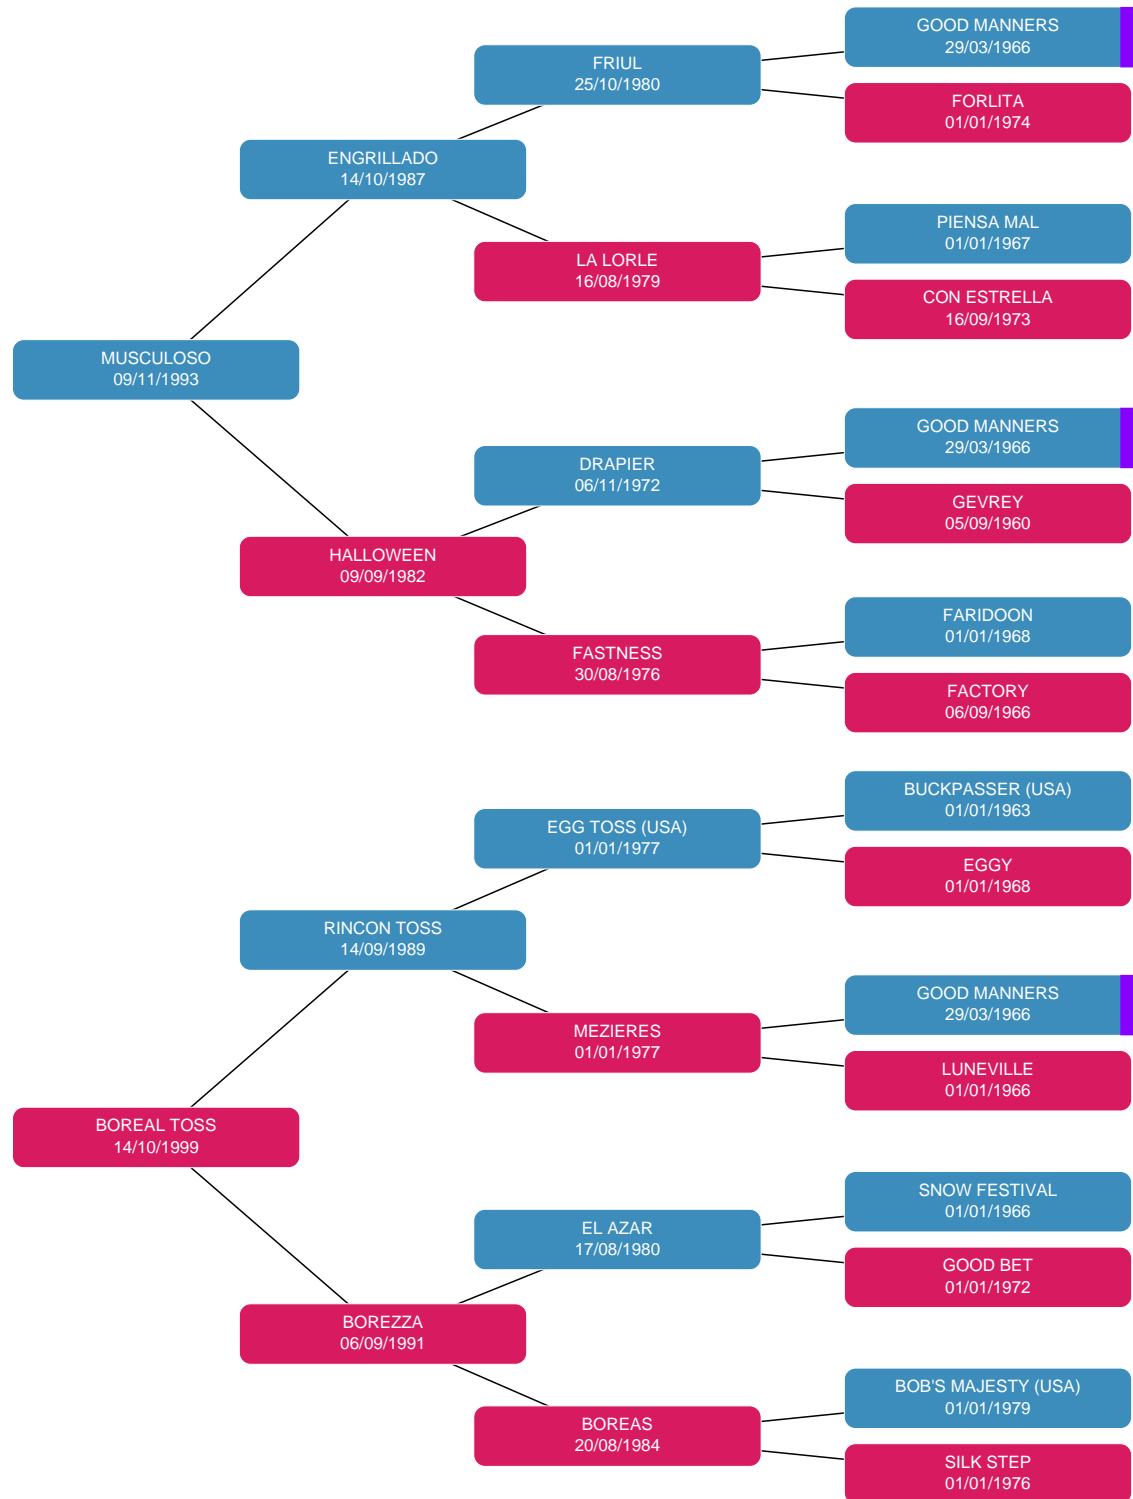 GOOD MANNERS
29/03/1966
FRIUL
25/10/1980
FORLITA
01/01/1974
ENGRILLADO
14/10/1987
PIENSA MAL
01/01/1967
LA LORLE
16/08/1979
CON ESTRELLA
16/09/1973
MUSCULOSO
09/11/1993
GOOD MANNERS
29/03/1966
DRAPIER
06/11/1972
GEVREY
05/09/1960
HALLOWEEN
09/09/1982
FARIDOON
01/01/1968
FASTNESS
30/08/1976
FACTORY
06/09/1966
BUCKPASSER (USA)
01/01/1963
EGG TOSS (USA)
01/01/1977
EGGY
01/01/1968
RINCON TOSS
14/09/1989
GOOD MANNERS
29/03/1966
MEZIERES
01/01/1977
LUNEVILLE
01/01/1966
BOREAL TOSS
14/10/1999
SNOW FESTIVAL
01/01/1966
EL AZAR
17/08/1980
GOOD BET
01/01/1972
BOREZZA
06/09/1991
BOB'S MAJESTY (USA)
01/01/1979
BOREAS
20/08/1984
SILK STEP
01/01/1976